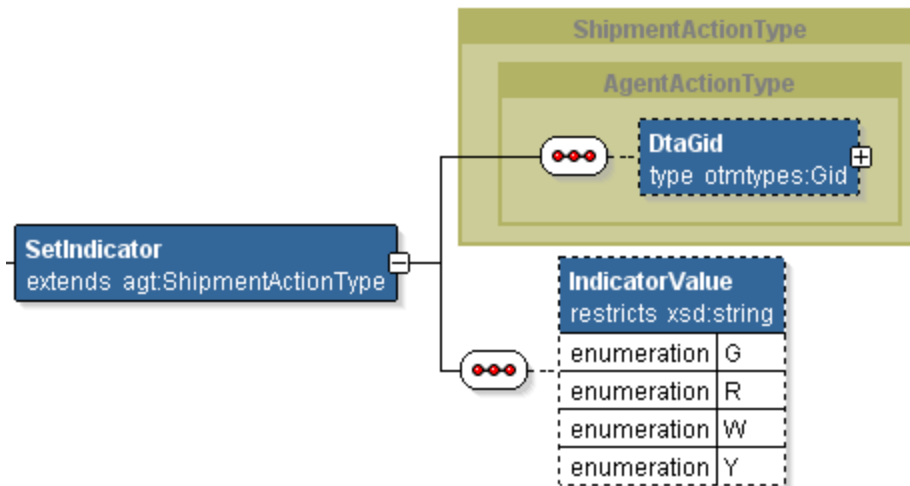 ShipmentActionType
AgentActionType
DtaGid
type otmtypes:Gid
SetIndicator
extends agt:ShipmentActionType
IndicatorValue
restricts xsd:string
enumeration G
enumeration R
enumeration W
enumeration Y